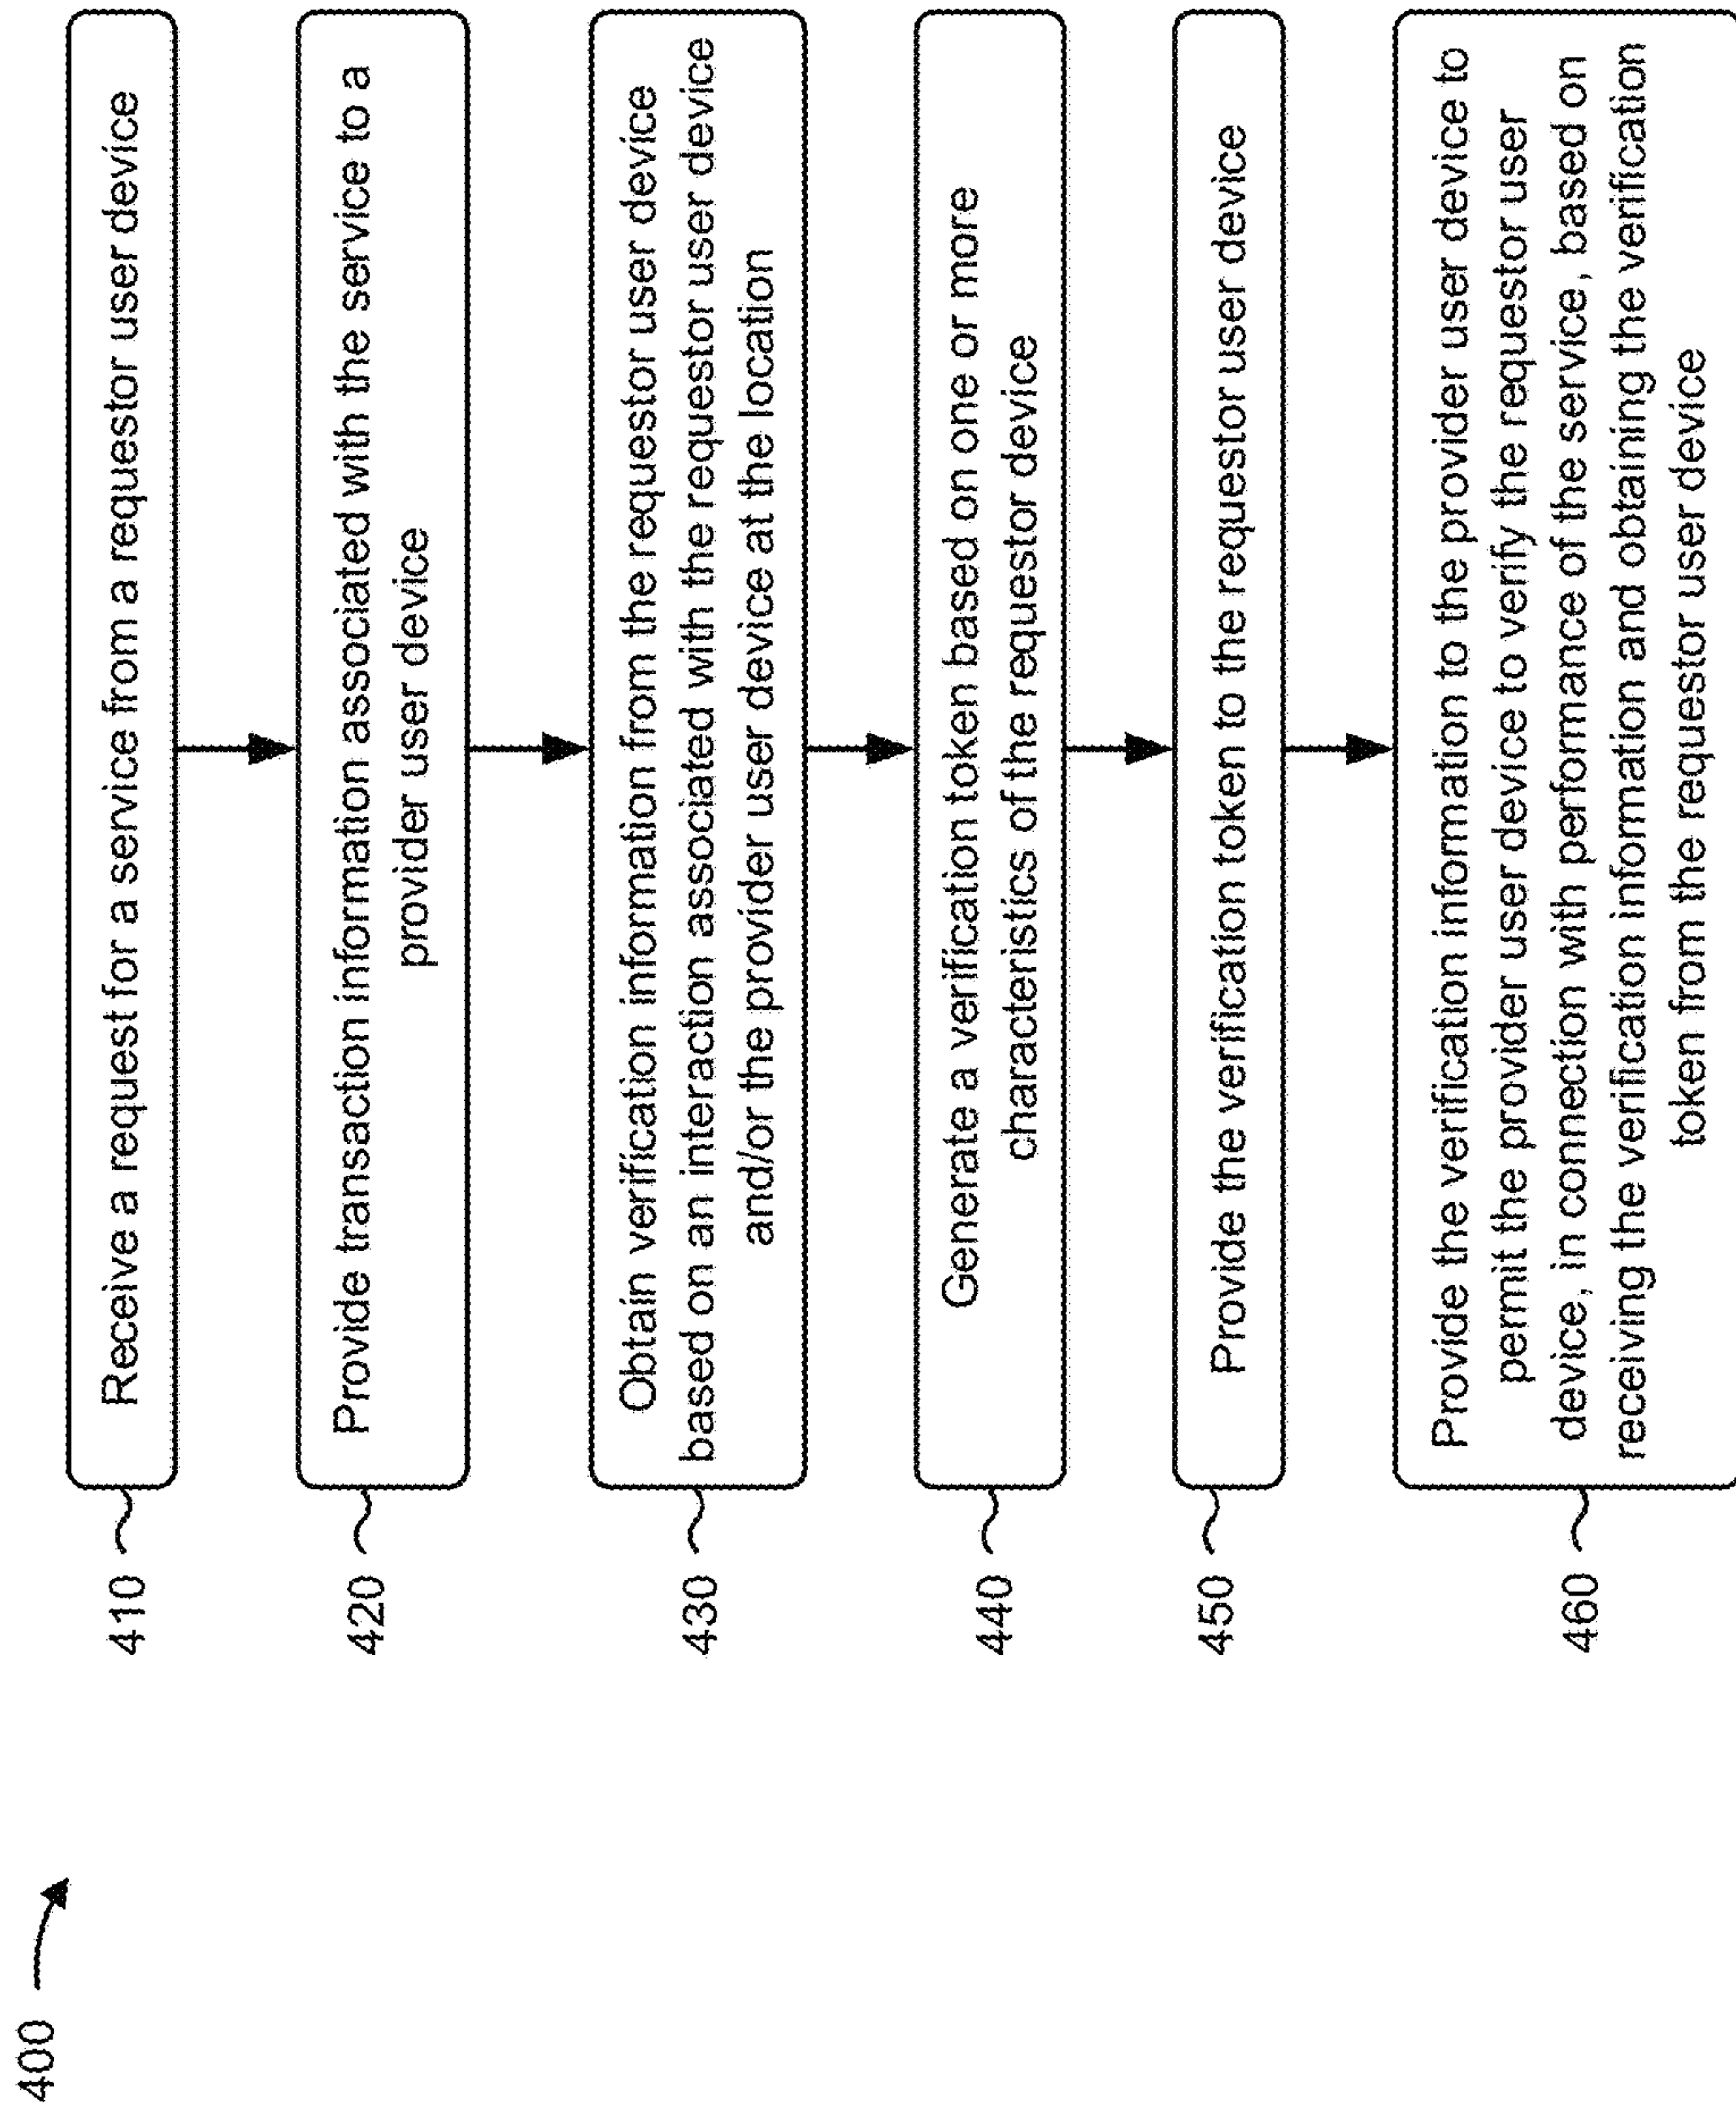 400
410
Receive a request for a service from a requestor user device
420
Provide transaction information associated with the service to a
provider user device
430
Obtain verification information from the requestor user device
based on an interaction associated with the requestor user device
and/or the provider user device at the location
440
Generate a verification token based on one or more
characteristics of the requestor device
450
Provide the verification token to the requestor user device
460
Provide the verification information to the provider user device to
permit the provider user device to verify the requestor user
device, in connection with performance of the service, based on
receiving the verification information and obtaining the verification
token from the requestor user device